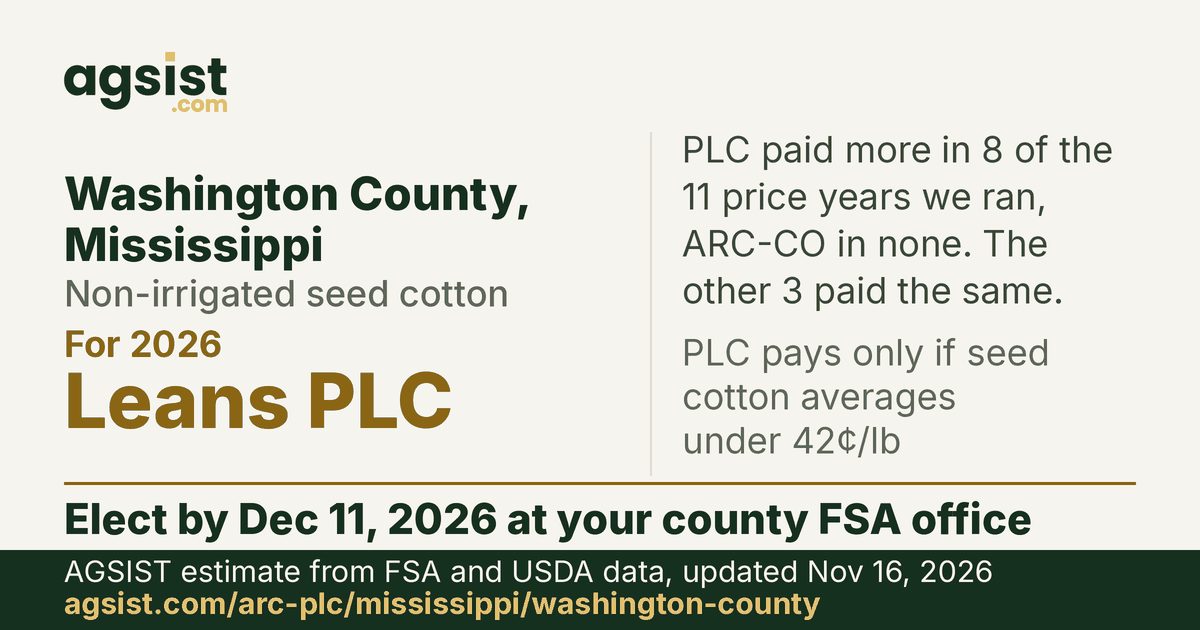 agsist
.com
Washington County,
Mississippi
Non-irrigated seed cotton
For 2026
Leans PLC
PLC paid more in 8 of the
11 price years we ran,
ARC-CO in none. The
other 3 paid the same.
PLC pays only if seed
cotton averages
under 42¢/lb
Elect by Dec 11, 2026 at your county FSA office
AGSIST estimate from FSA and USDA data, updated Nov 16, 2026
agsist.com/arc-plc/mississippi/washington-county